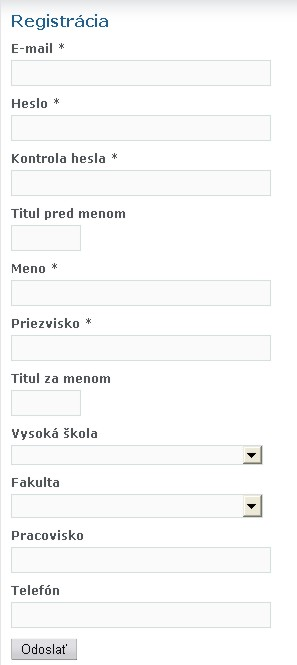 Registrácia
E-mail *
Heslo *
Kontrola hesla *
Titul pred menom
Meno *
Priezvisko *
Titul za menom
Vysoká škola
Fakulta
Pracovisko
Telefón
Odoslať